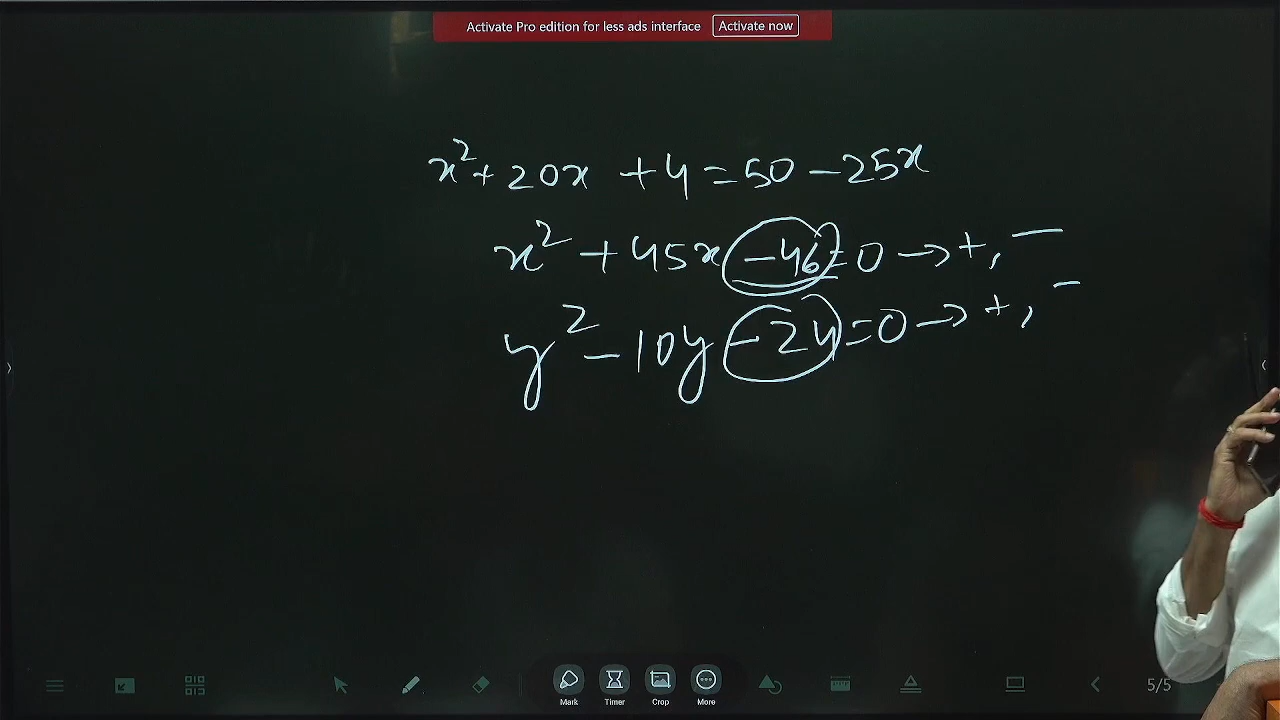 Activate Pro edition for less ads interface Activate now
x²+20x +4=50-25x
x²+45x-46=0→+,-
y²-10y-24=0→+,-
5/5
Mark Timer Crop More